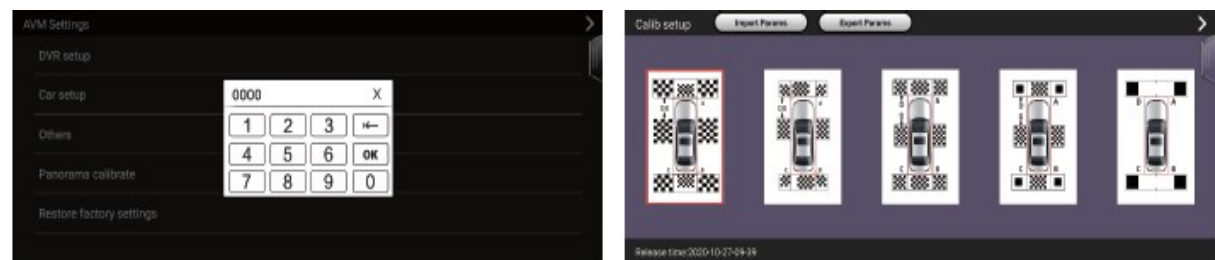 AVM Settings
DVR setup
Car setup
Others
Panorama calibrate
Restore factory settings
0000 X
1 2 3
4 5 6 OK
7 8 9 0
Calib setup Import Params Export Params
Release time:2020-10-27-09-39